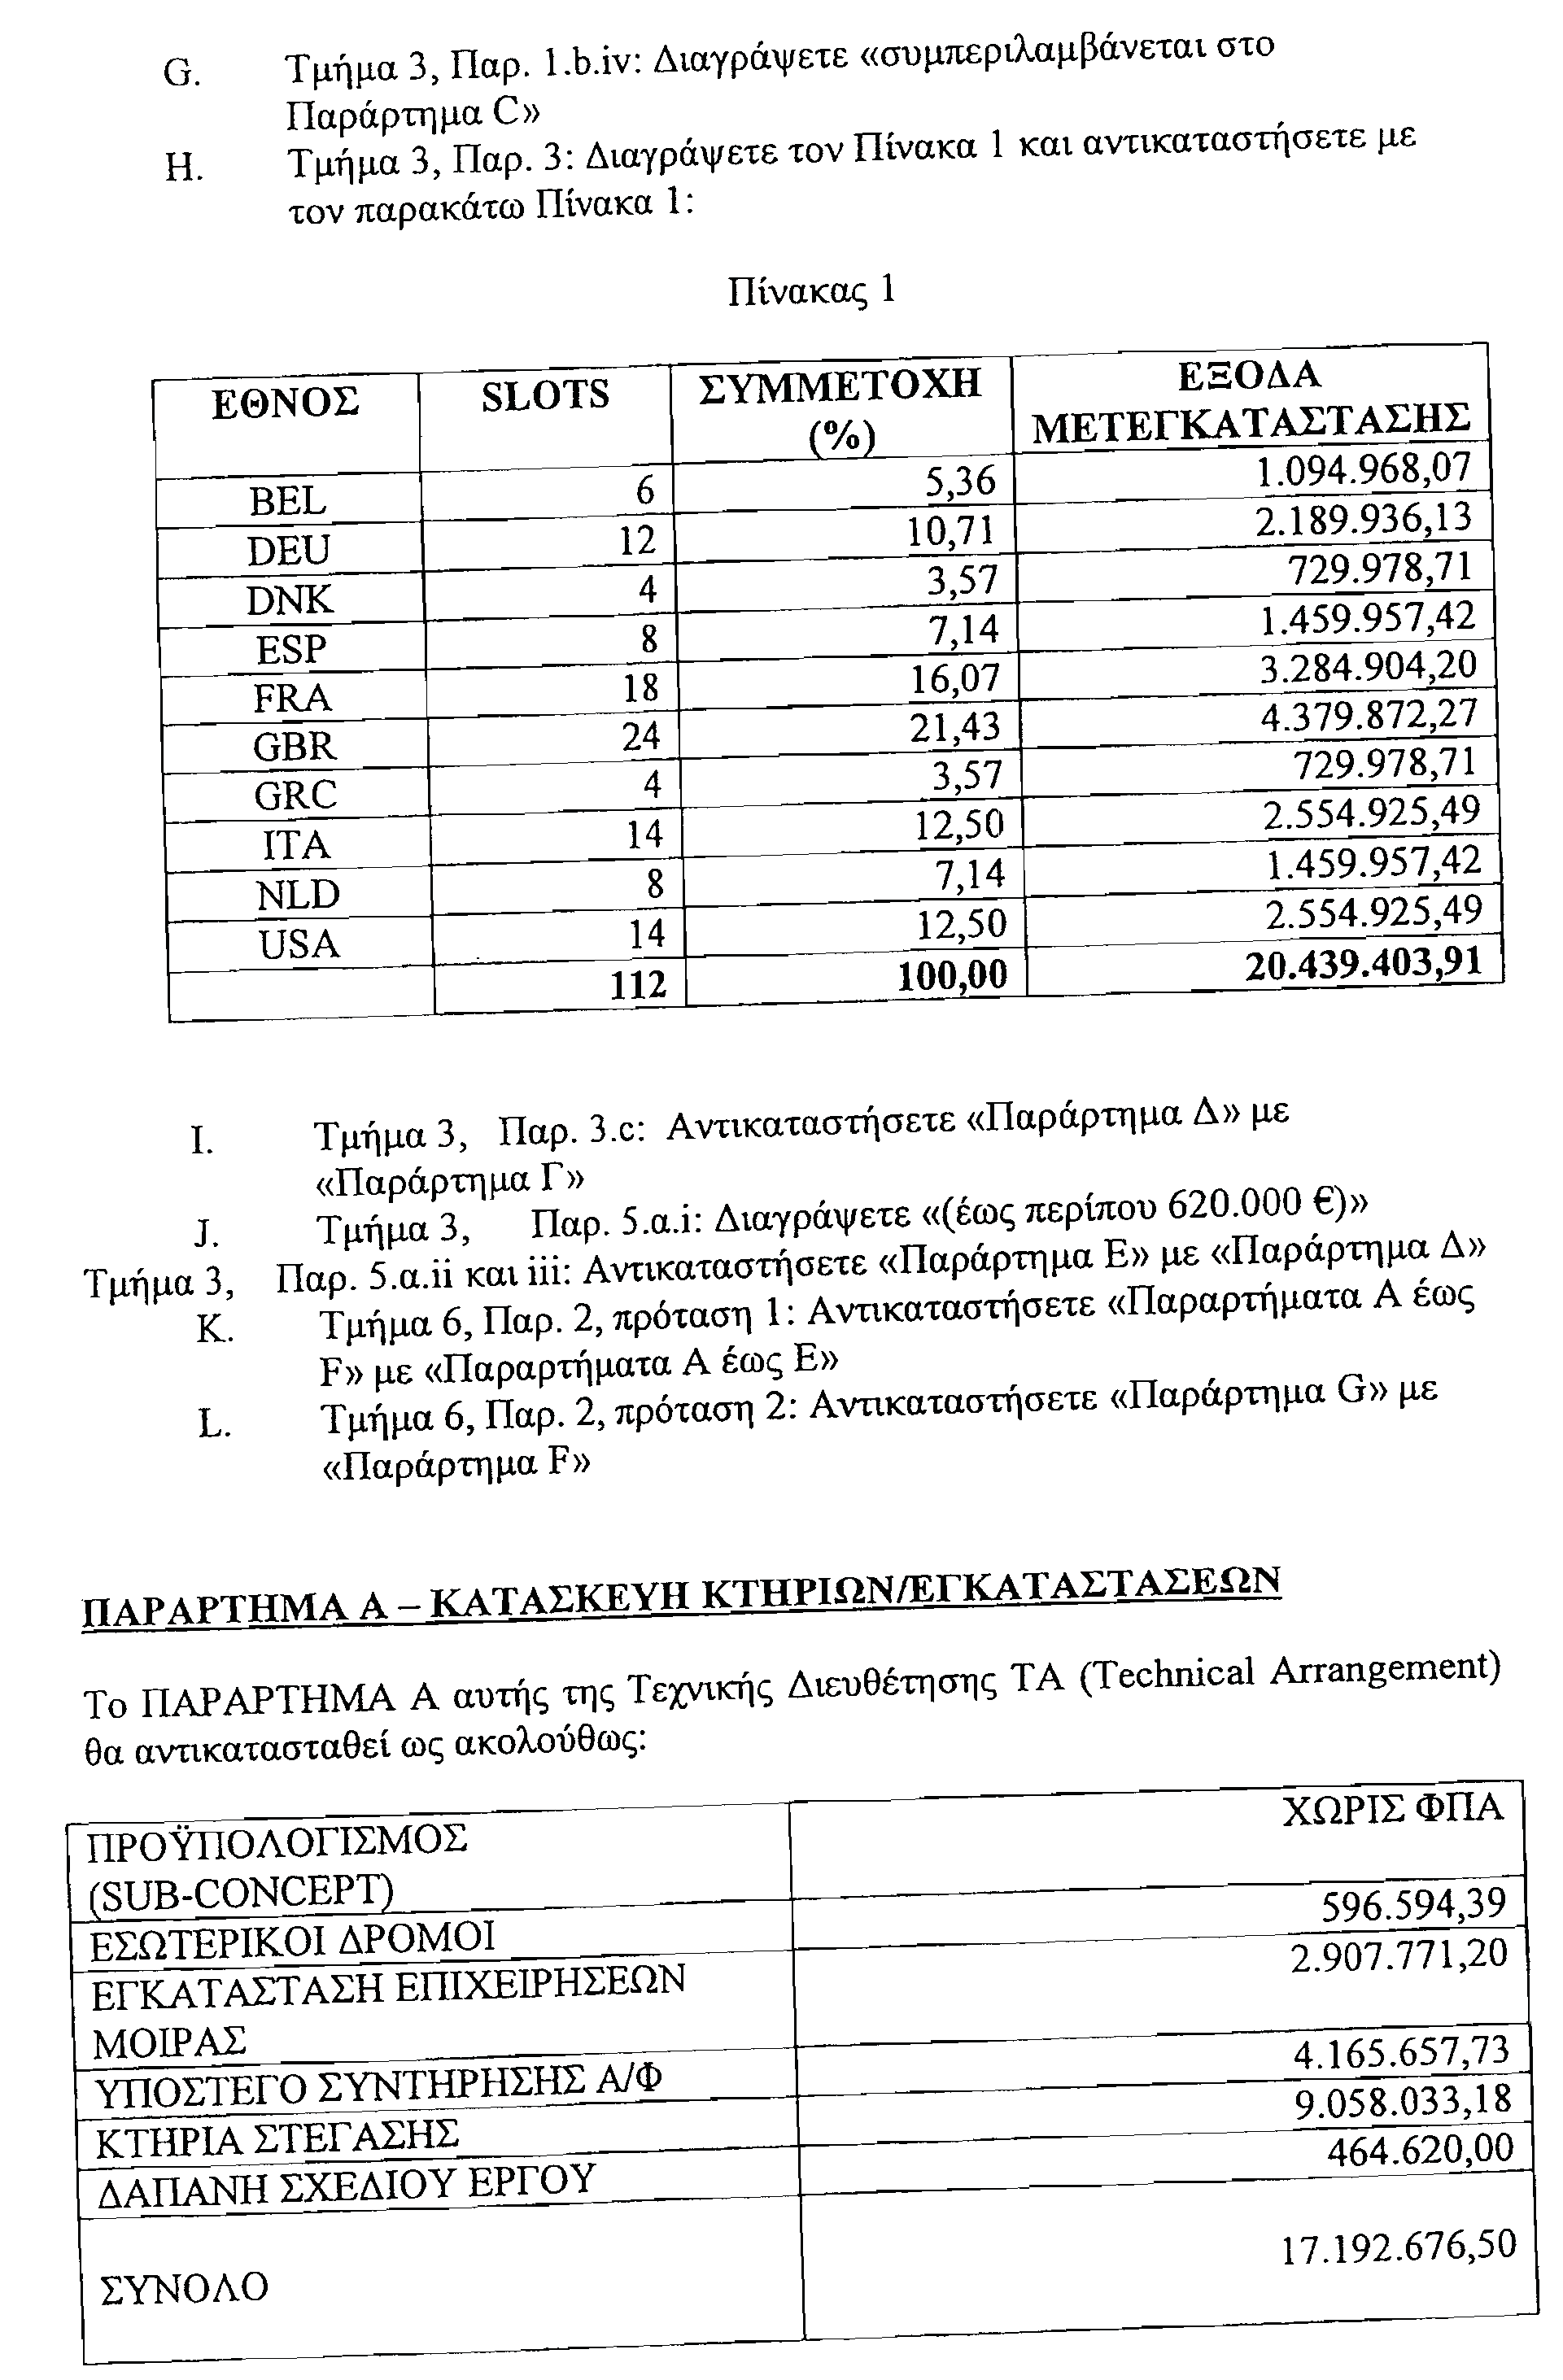 G. Τμήμα 3, Παρ. 1.b.iv: Διαγράψετε «συμπεριλαμβάνεται στο
Παράρτημα C»
H. Τμήμα 3, Παρ. 3: Διαγράψετε τον Πίνακα 1 και αντικαταστήσετε με
τον παρακάτω Πίνακα 1:
Πίνακας 1
ΕΘΝΟΣ SLOTS ΣΥΜΜΕΤΟΧΗ (%) ΕΞΟΔΑ ΜΕΤΕΓΚΑΤΑΣΤΑΣΗΣ
BEL 6 5,36 1.094.968,07
DEU 12 10,71 2.189.936,13
DNK 4 3,57 729.978,71
ESP 8 7,14 1.459.957,42
FRA 18 16,07 3.284.904,20
GBR 24 21,43 4.379.872,27
GRC 4 3,57 729.978,71
ITA 14 12,50 2.554.925,49
NLD 8 7,14 1.459.957,42
USA 14 12,50 2.554.925,49
112 100,00 20.439.403,91
I. Τμήμα 3, Παρ. 3.c: Αντικαταστήσετε «Παράρτημα Δ» με
«Παράρτημα Γ»
J. Τμήμα 3, Παρ. 5.α.i: Διαγράψετε «(έως περίπου 620.000 €)»
Τμήμα 3, Παρ. 5.α.ii και iii: Αντικαταστήσετε «Παράρτημα Ε» με «Παράρτημα Δ»
K. Τμήμα 6, Παρ. 2, πρόταση 1: Αντικαταστήσετε «Παραρτήματα Α έως
F» με «Παραρτήματα Α έως Ε»
L. Τμήμα 6, Παρ. 2, πρόταση 2: Αντικαταστήσετε «Παράρτημα G» με
«Παράρτημα F»
ΠΑΡΑΡΤΗΜΑ Α – ΚΑΤΑΣΚΕΥΗ ΚΤΗΡΙΩΝ/ΕΓΚΑΤΑΣΤΑΣΕΩΝ
Το ΠΑΡΑΡΤΗΜΑ Α αυτής της Τεχνικής Διευθέτησης ΤΑ (Technical Arrangement)
θα αντικατασταθεί ως ακολούθως:
ΠΡΟΫΠΟΛΟΓΙΣΜΟΣ ΧΩΡΙΣ ΦΠΑ
(SUB-CONCEPT)
ΕΣΩΤΕΡΙΚΟΙ ΔΡΟΜΟΙ 596.594,39
ΕΓΚΑΤΑΣΤΑΣΗ ΕΠΙΧΕΙΡΗΣΕΩΝ 2.907.771,20
ΜΟΙΡΑΣ
ΥΠΟΣΤΕΓΟ ΣΥΝΤΗΡΗΣΗΣ Α/Φ 4.165.657,73
ΚΤΗΡΙΑ ΣΤΕΓΑΣΗΣ 9.058.033,18
ΔΑΠΑΝΗ ΣΧΕΔΙΟΥ ΕΡΓΟΥ 464.620,00
ΣΥΝΟΛΟ 17.192.676,50